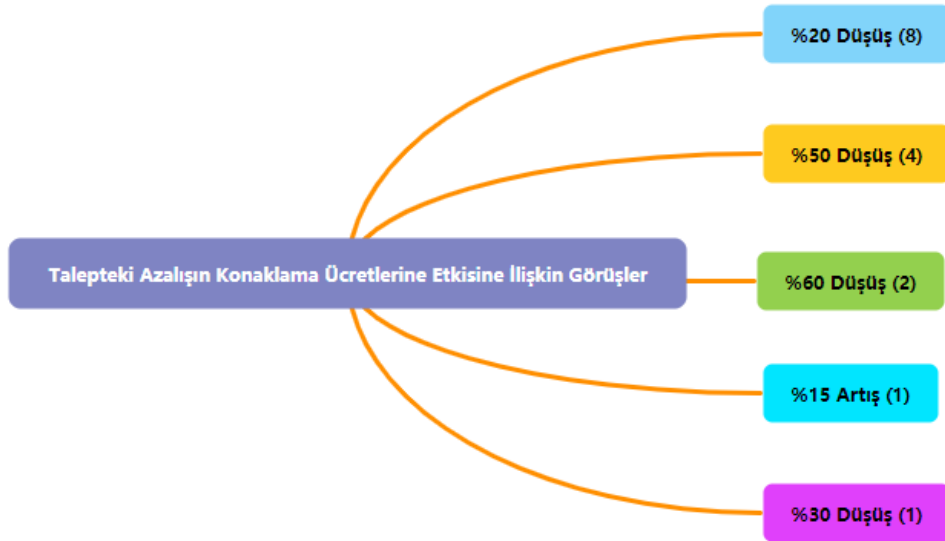 %20 Düşüş (8)
%50 Düşüş (4)
Talepteki Azalışın Konaklama Ücretlerine Etkisine İlişkin Görüşler
%60 Düşüş (2)
%15 Artış (1)
%30 Düşüş (1)